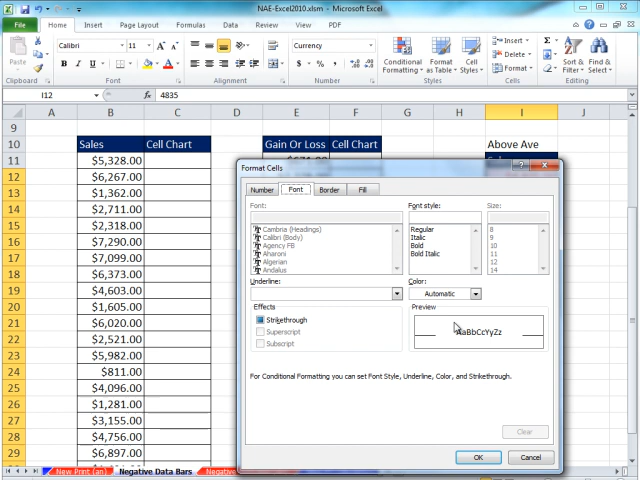 NAE-Excel2010.xlsm - Microsoft Excel
File Home Insert Page Layout Formulas Data Review View PDF
Calibri 11 Currency
Paste Conditional Formatting Format as Table Cell Styles Insert Delete Format Sort & Filter Find & Select
Clipboard Font Alignment Number Styles Cells Editing
I12 fx 4835
A B C D E F G H I J
9
10 Sales Cell Chart Gain Or Loss Cell Chart Above Ave
11 $5,328.00
12 $6,267.00
13 $1,362.00
14 $2,711.00
15 $2,318.00
16 $7,290.00
17 $7,099.00
18 $6,373.00
19 $4,603.00
20 $1,605.00
21 $6,020.00
22 $2,521.00
23 $5,982.00
24 $811.00
25 $4,096.00
26 $1,281.00
27 $3,155.00
28 $4,756.00
29 $6,897.00
New Print (an) Negative Data Bars Negative
Format Cells
Number Font Border Fill
Font: Font style: Size:
Cambria (Headings) Regular 8
Calibri (Body) Italic 9
Agency FB Bold 10
Aharoni Bold Italic 11
Algerian 12
Andalus 14
Underline: Color:
Automatic
Effects Preview
Strikethrough
Superscript AaBbCcYyZz
Subscript
For Conditional Formatting you can set Font Style, Underline, Color, and Strikethrough.
Clear
OK Cancel